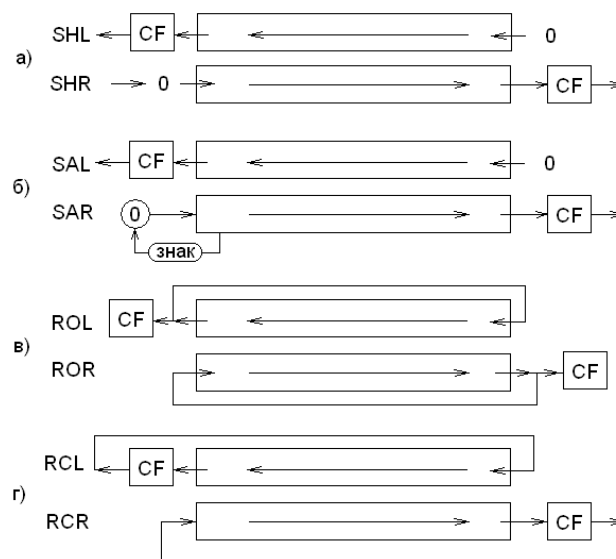 а)
SHL CF 0
SHR 0 CF
б)
SAL CF 0
SAR 0 CF
знак
в)
ROL CF
ROR CF
г)
RCL CF
RCR CF